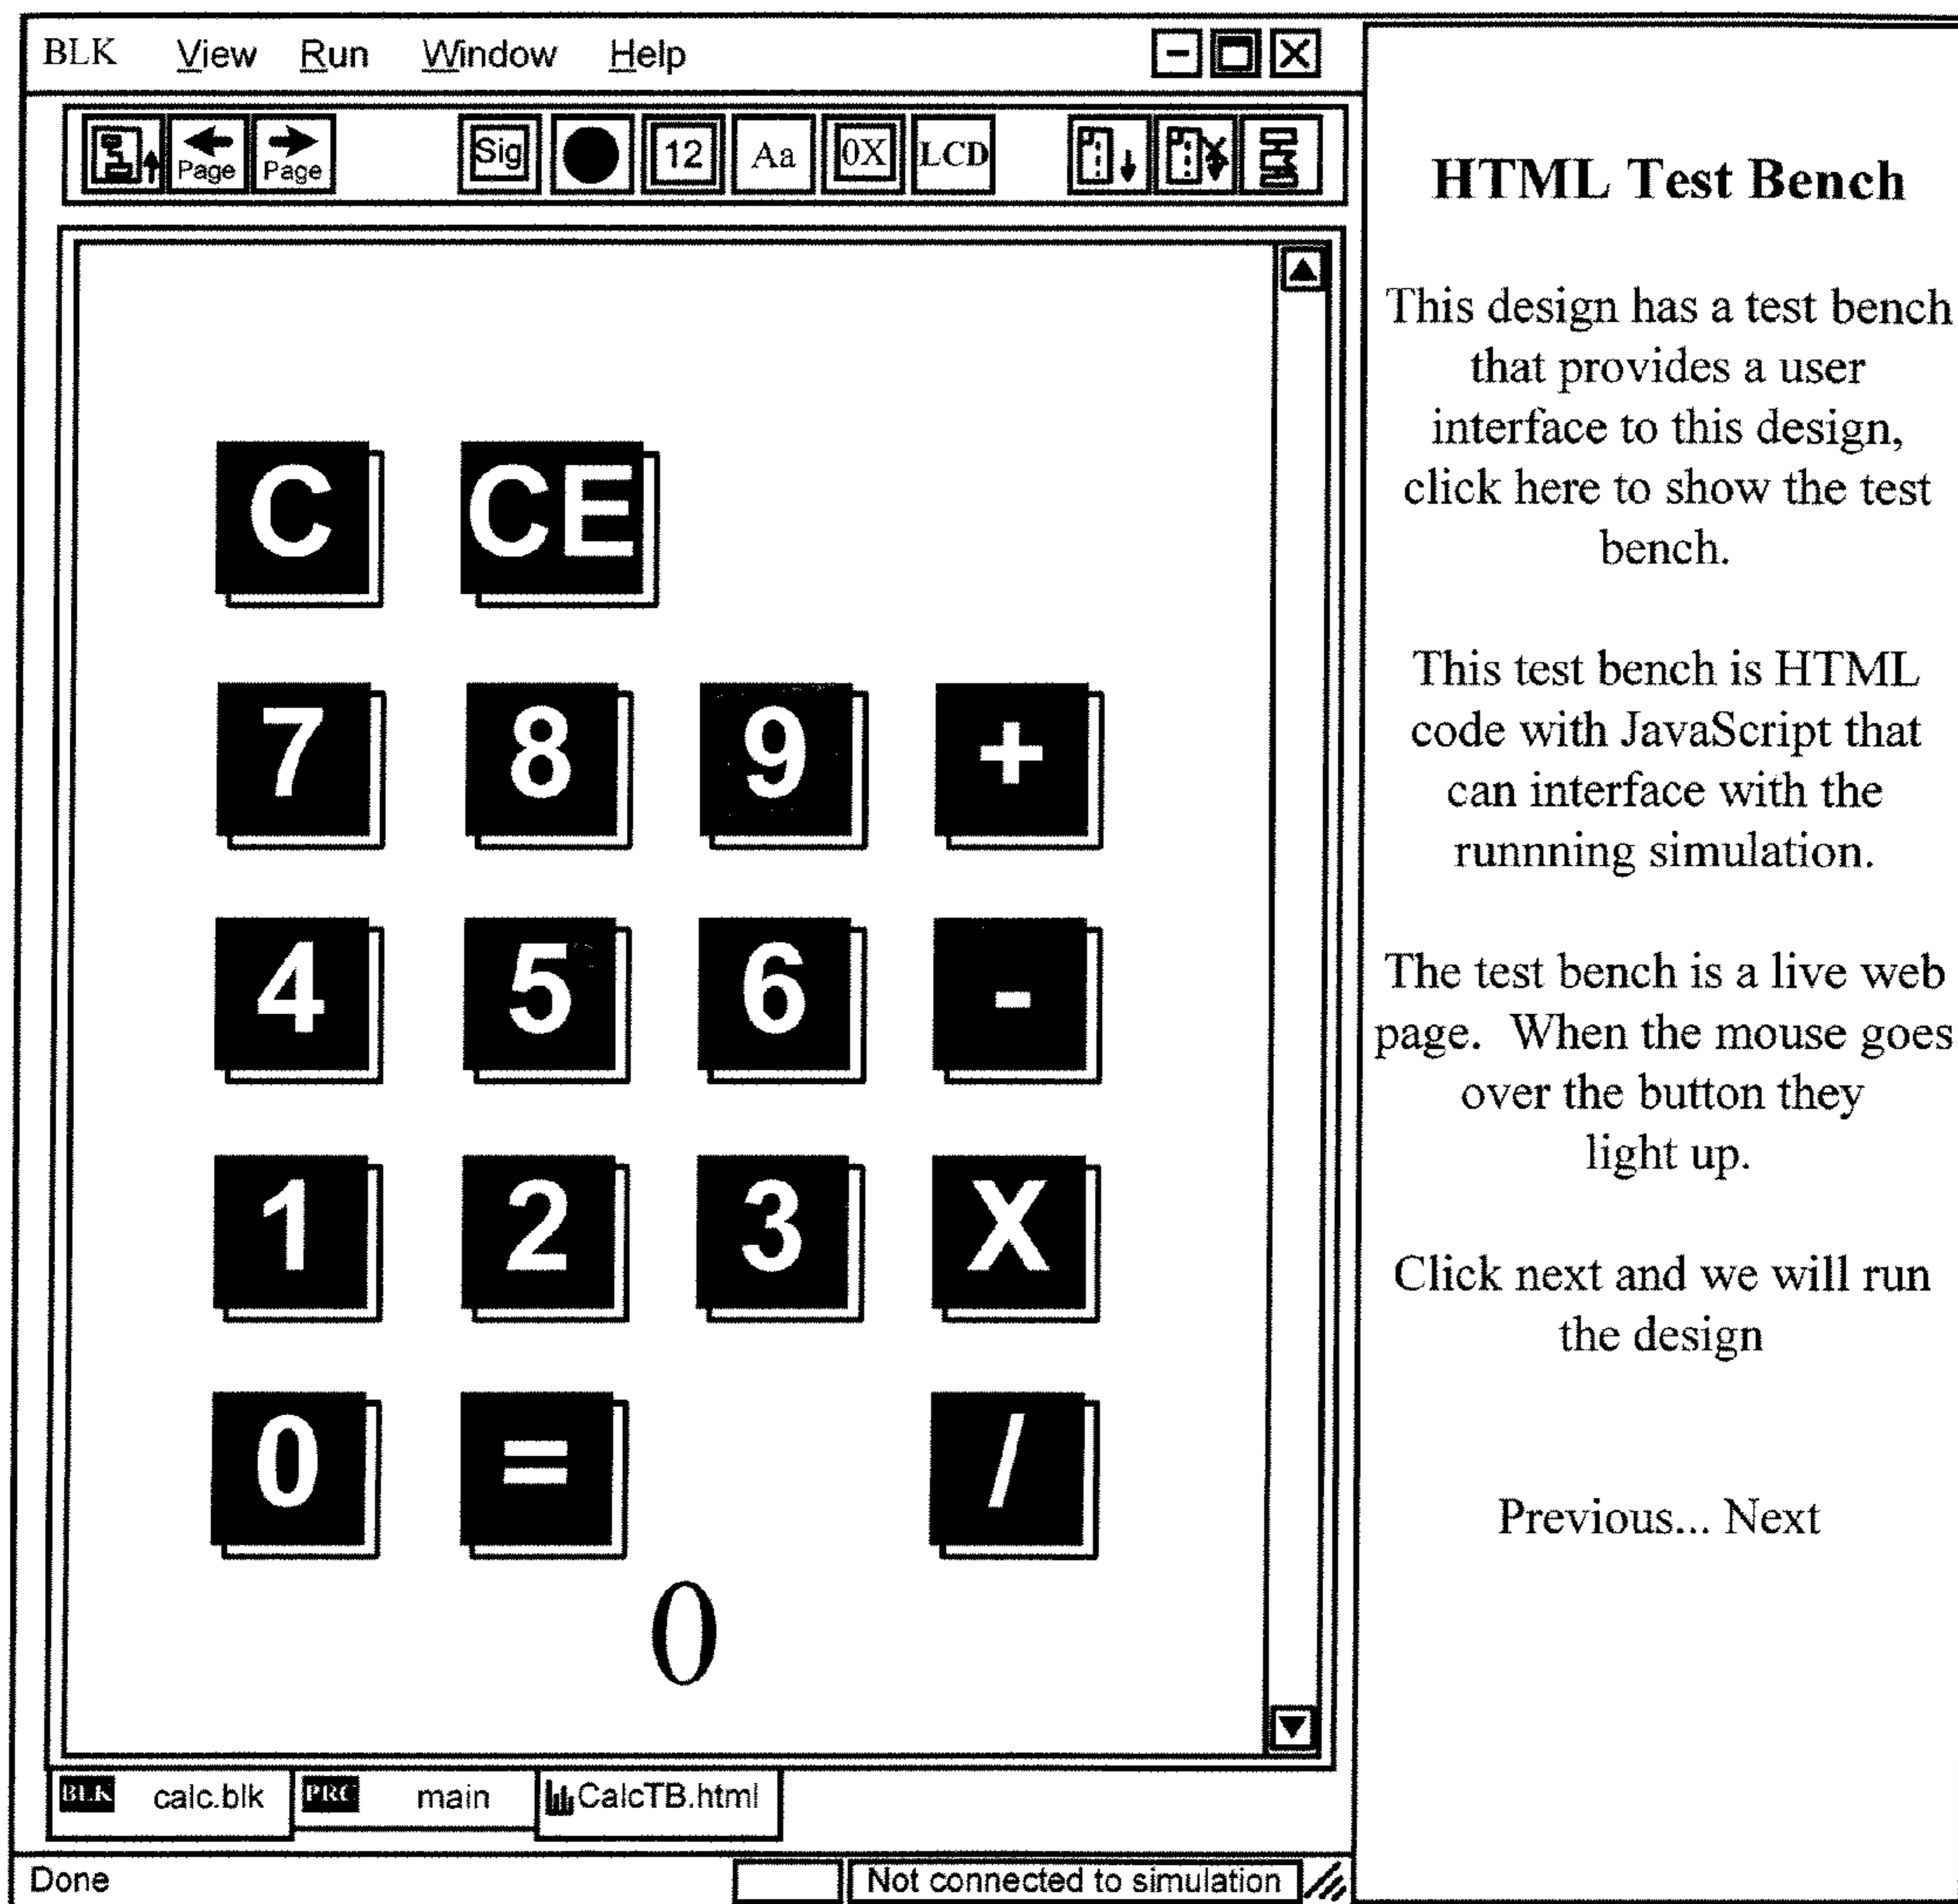 BLK View Run Window Help
Page Page Sig 12 Aa 0X LCD
C CE
7 8 9 +
4 5 6 -
1 2 3 X
0 = /
0
BLK calc.blk PRC main CalcTB.html
Done Not connected to simulation
HTML Test Bench
This design has a test bench
that provides a user
interface to this design,
click here to show the test
bench.
This test bench is HTML
code with JavaScript that
can interface with the
runnning simulation.
The test bench is a live web
page. When the mouse goes
over the button they
light up.
Click next and we will run
the design
Previous... Next